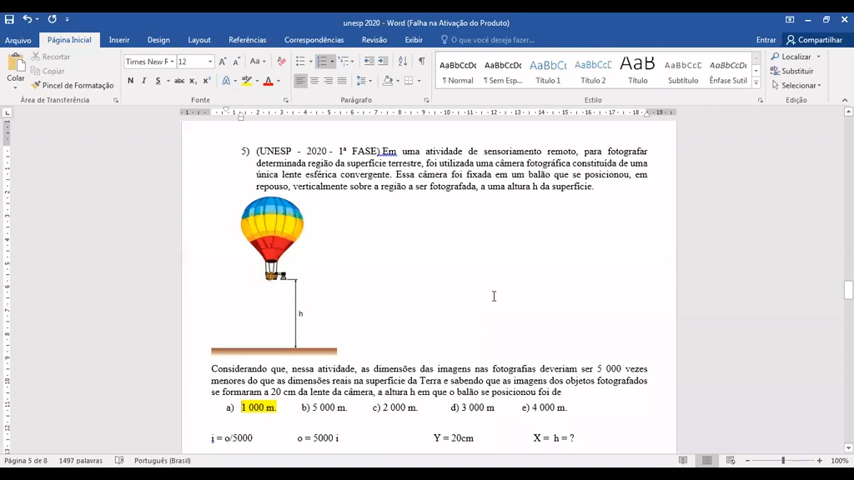 unesp 2020 - Word (Falha na Ativação do Produto)
Arquivo Página Inicial Inserir Design Layout Referências Correspondências Revisão Exibir O que você deseja fazer... Entrar Compartilhar
Colar Recortar Copiar Pincel de Formatação
Times New R 12
N I S abc x₂ x²
AaBbCcDc AaBbCcDc AaBbCc AaBbCcC AaB AaBbCcC AaBbCcDt
¶ Normal ¶ Sem Esp... Título 1 Título 2 Título Subtítulo Ênfase Sutil
Localizar
Substituir
Selecionar
Área de Transferência Fonte Parágrafo Estilo Edição
5) (UNESP - 2020 - 1ª FASE) Em uma atividade de sensoriamento remoto, para fotografar
determinada região da superfície terrestre, foi utilizada uma câmera fotográfica constituída de uma
única lente esférica convergente. Essa câmera foi fixada em um balão que se posicionou, em
repouso, verticalmente sobre a região a ser fotografada, a uma altura h da superfície.
h
Considerando que, nessa atividade, as dimensões das imagens nas fotografias deveriam ser 5 000 vezes
menores do que as dimensões reais na superfície da Terra e sabendo que as imagens dos objetos fotografados
se formaram a 20 cm da lente da câmera, a altura h em que o balão se posicionou foi de
a) 1 000 m. b) 5 000 m. c) 2 000 m. d) 3 000 m e) 4 000 m.
i = o/5000 o = 5000 i Y = 20cm X = h = ?
Página 5 de 8 1497 palavras Português (Brasil) 100%